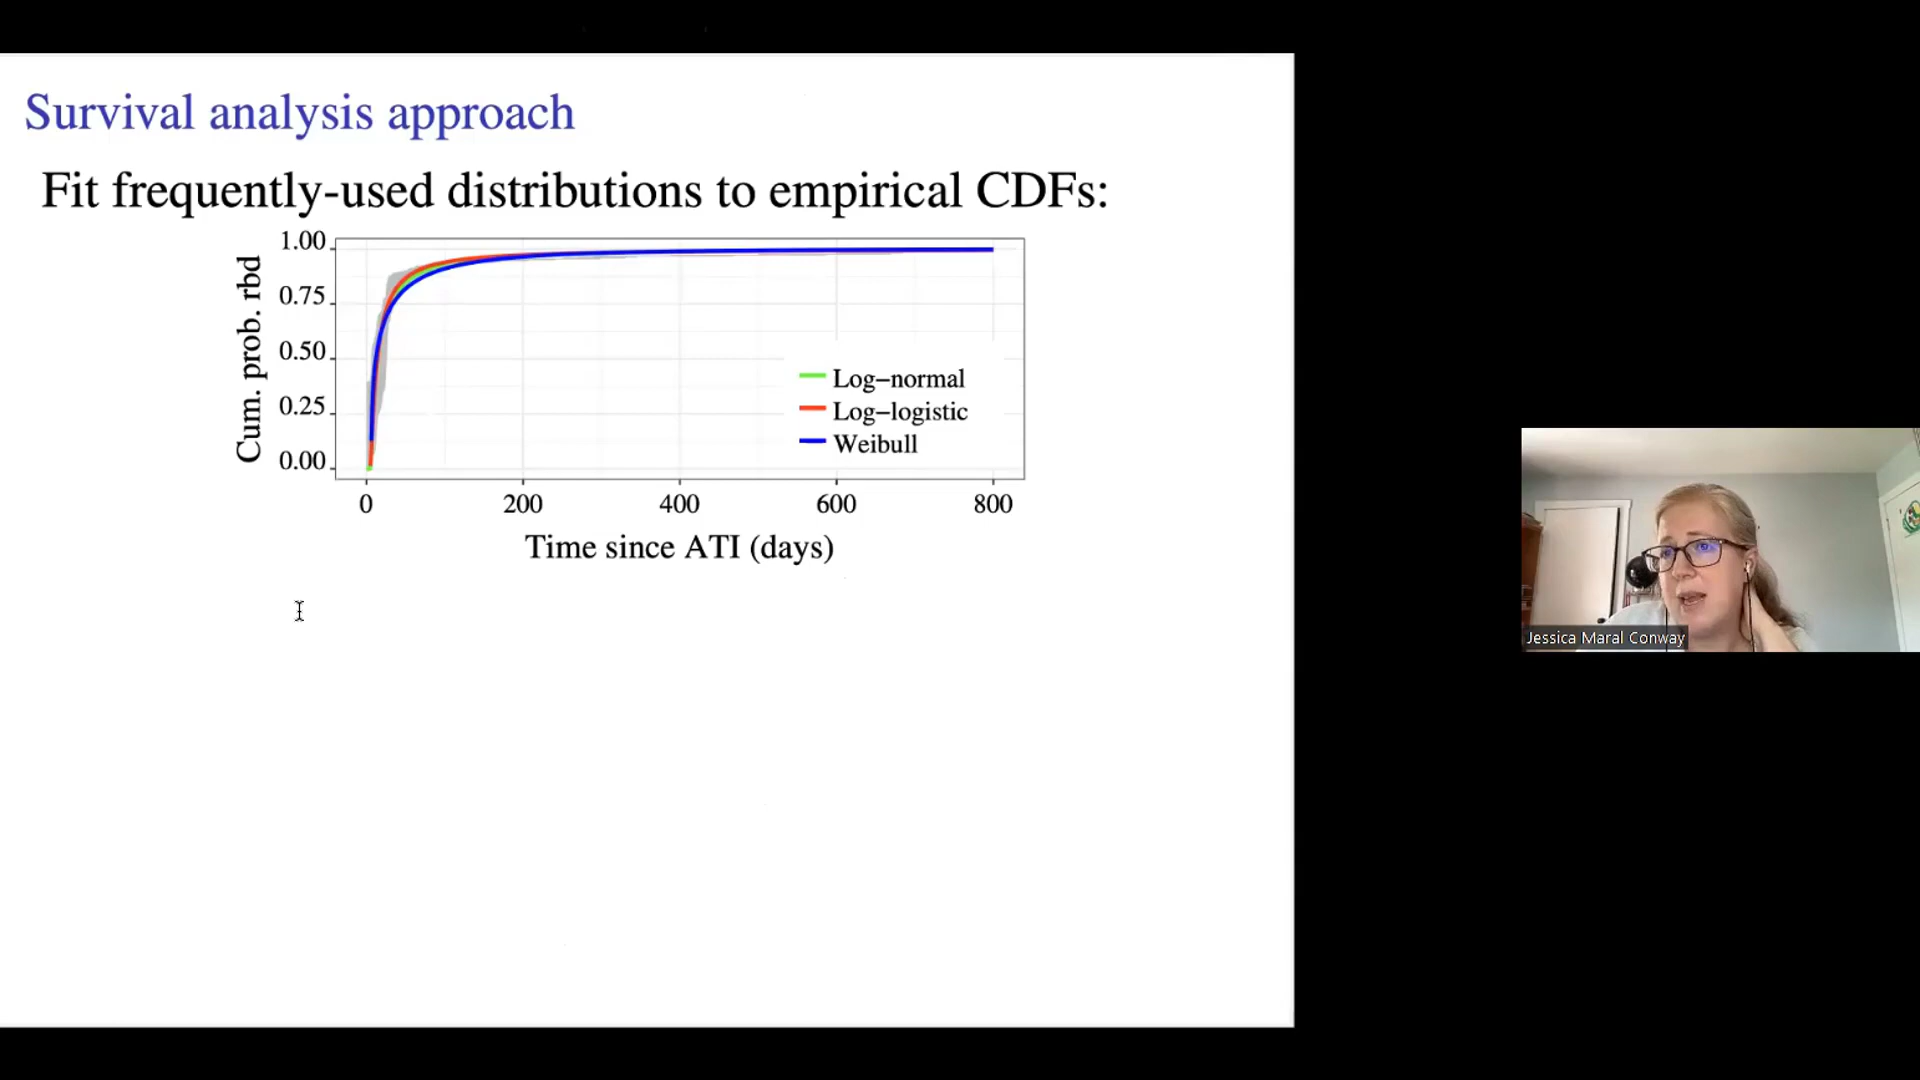 Survival analysis approach
Fit frequently-used distributions to empirical CDFs:
1.00
0.75
0.50
0.25
0.00
Cum. prob. rbd
Log−normal
Log−logistic
Weibull
0 200 400 600 800
Time since ATI (days)
Jessica Maral Conway